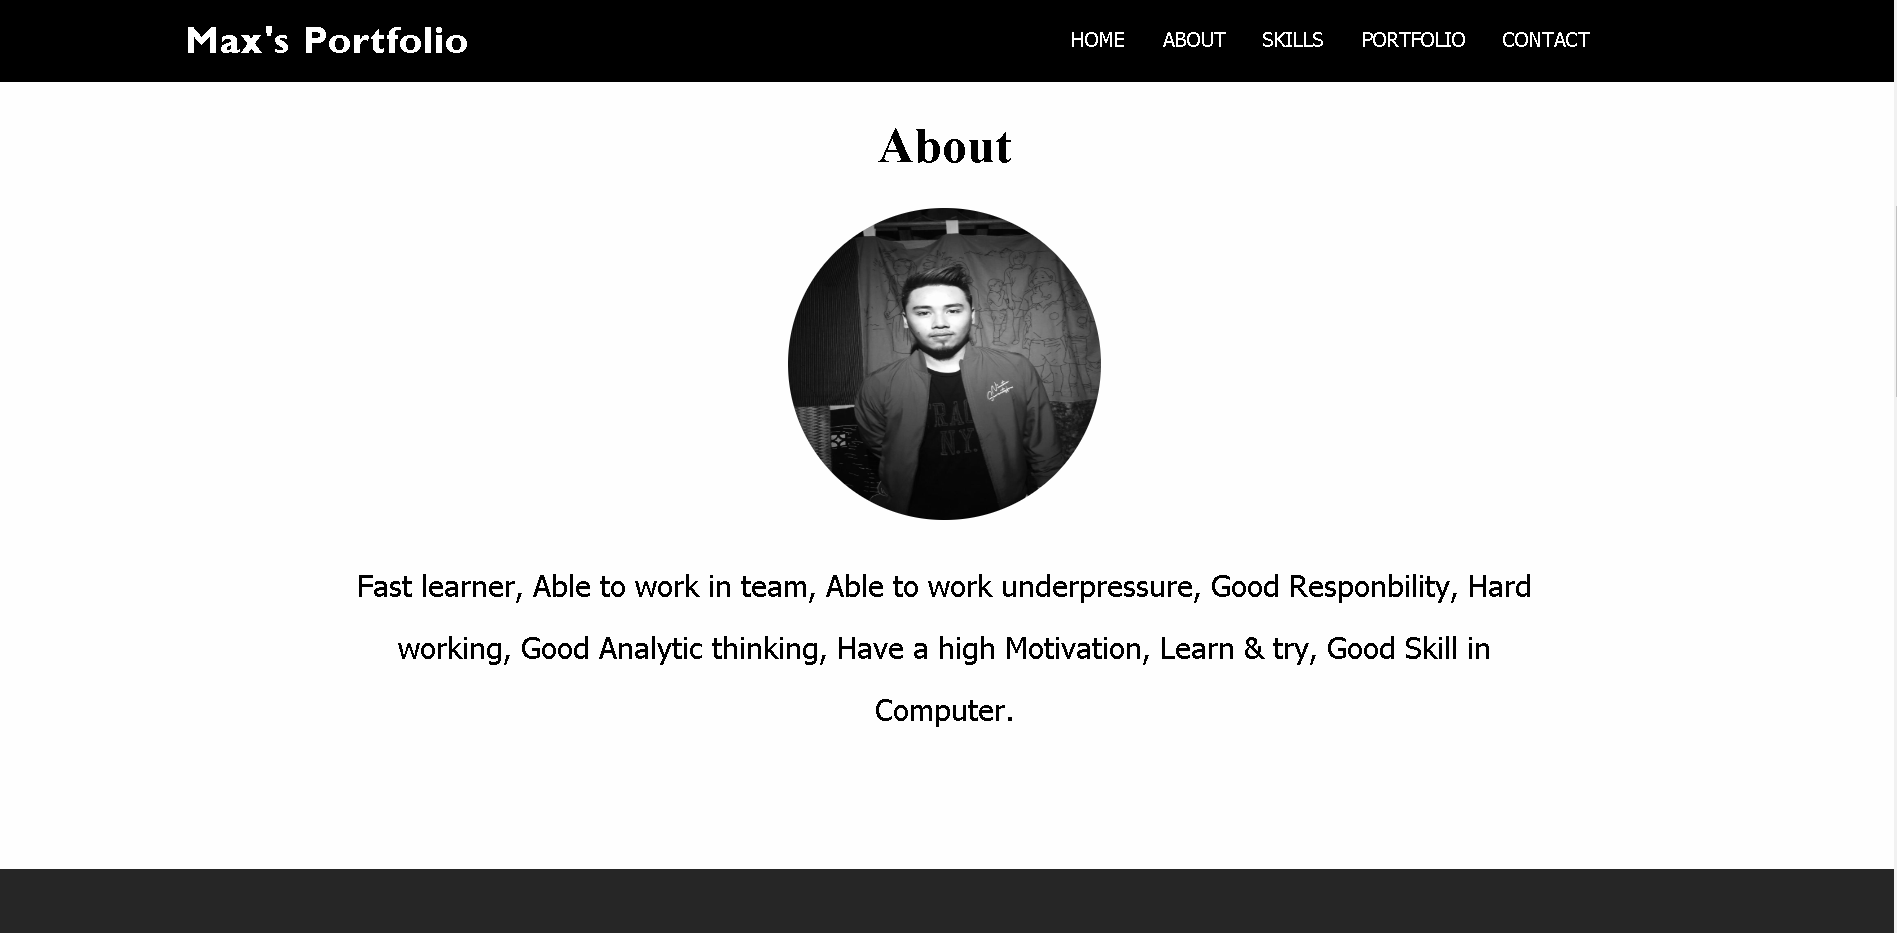 Max's Portfolio
HOME ABOUT SKILLS PORTFOLIO CONTACT
About
RAL
N.Y.
Fast learner, Able to work in team, Able to work underpressure, Good Responbility, Hard
working, Good Analytic thinking, Have a high Motivation, Learn & try, Good Skill in
Computer.